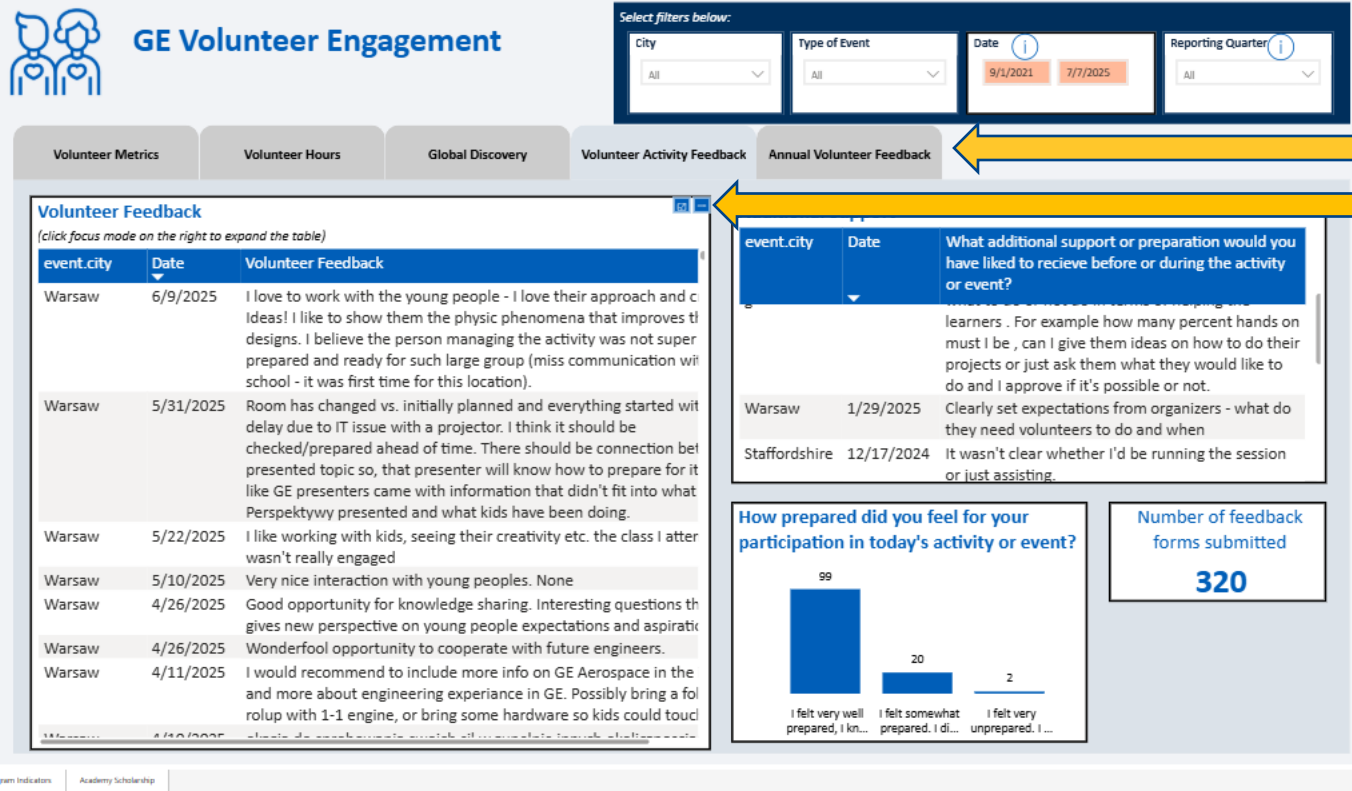 GE Volunteer Engagement
Select filters below:
City
All
Type of Event
All
Date
i
9/1/2021
7/7/2025
Reporting Quarter
i
All
Volunteer Metrics
Volunteer Hours
Global Discovery
Volunteer Activity Feedback
Annual Volunteer Feedback
Volunteer Feedback
(click focus mode on the right to expand the table)
event.city Date Volunteer Feedback
Warsaw 6/9/2025 I love to work with the young people - I love their approach and
Ideas! I like to show them the physic phenomena that improves
designs. I believe the person managing the activity was not super
prepared and ready for such large group (miss communication
school - it was first time for this location).
Warsaw 5/31/2025 Room has changed vs. initially planned and everything started
delay due to IT issue with a projector. I think it should be
checked/prepared ahead of time. There should be connection
presented topic so, that presenter will know how to prepare for it
like GE presenters came with information that didn't fit into what
Perspektywy presented and what kids have been doing.
Warsaw 5/22/2025 I like working with kids, seeing their creativity etc. the class I
wasn't really engaged
Warsaw 5/10/2025 Very nice interaction with young peoples. None
Warsaw 4/26/2025 Good opportunity for knowledge sharing. Interesting questions
gives new perspective on young people expectations and
Warsaw 4/26/2025 Wonderfool opportunity to cooperate with future engineers.
Warsaw 4/11/2025 I would recommend to include more info on GE Aerospace in the
and more about engineering experiance in GE. Possibly bring a
rolup with 1-1 engine, or bring some hardware so kids could
event.city Date What additional support or preparation would you
have liked to recieve before or during the activity
or event?
learners . For example how many percent hands on
must I be , can I give them ideas on how to do their
projects or just ask them what they would like to
do and I approve if it's possible or not.
Warsaw 1/29/2025 Clearly set expectations from organizers - what do
they need volunteers to do and when
Staffordshire 12/17/2024 It wasn't clear whether I'd be running the session
or just assisting.
How prepared did you feel for your
participation in today's activity or event?
99
20
2
I felt very well
prepared, I kn...
I felt somewhat
prepared. I di...
I felt very
unprepared. I ...
Number of feedback
forms submitted
320
gram Indicators
Academy Scholarship